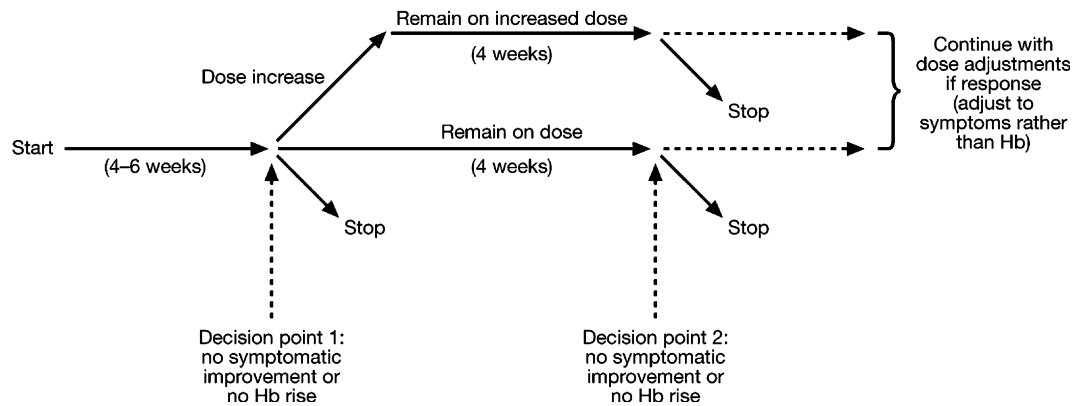 Remain on increased dose
(4 weeks)
Dose increase
Stop
Continue with
dose adjustments
if response
(adjust to
symptoms rather
than Hb)
Start
(4–6 weeks)
Remain on dose
(4 weeks)
Stop
Stop
Decision point 1:
no symptomatic
improvement or
no Hb rise
Decision point 2:
no symptomatic
improvement or
no Hb rise